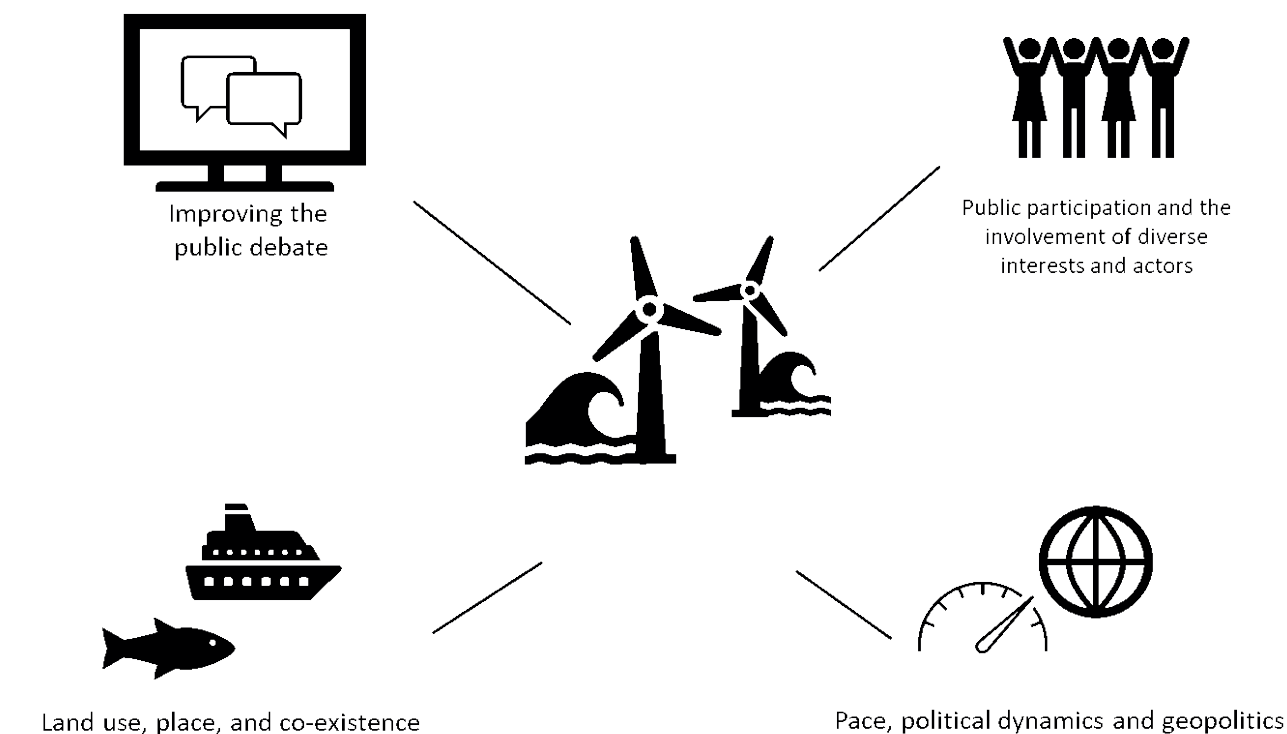 Improving the
public debate
Public participation and the
involvement of diverse
interests and actors
Land use, place, and co-existence
Pace, political dynamics and geopolitics